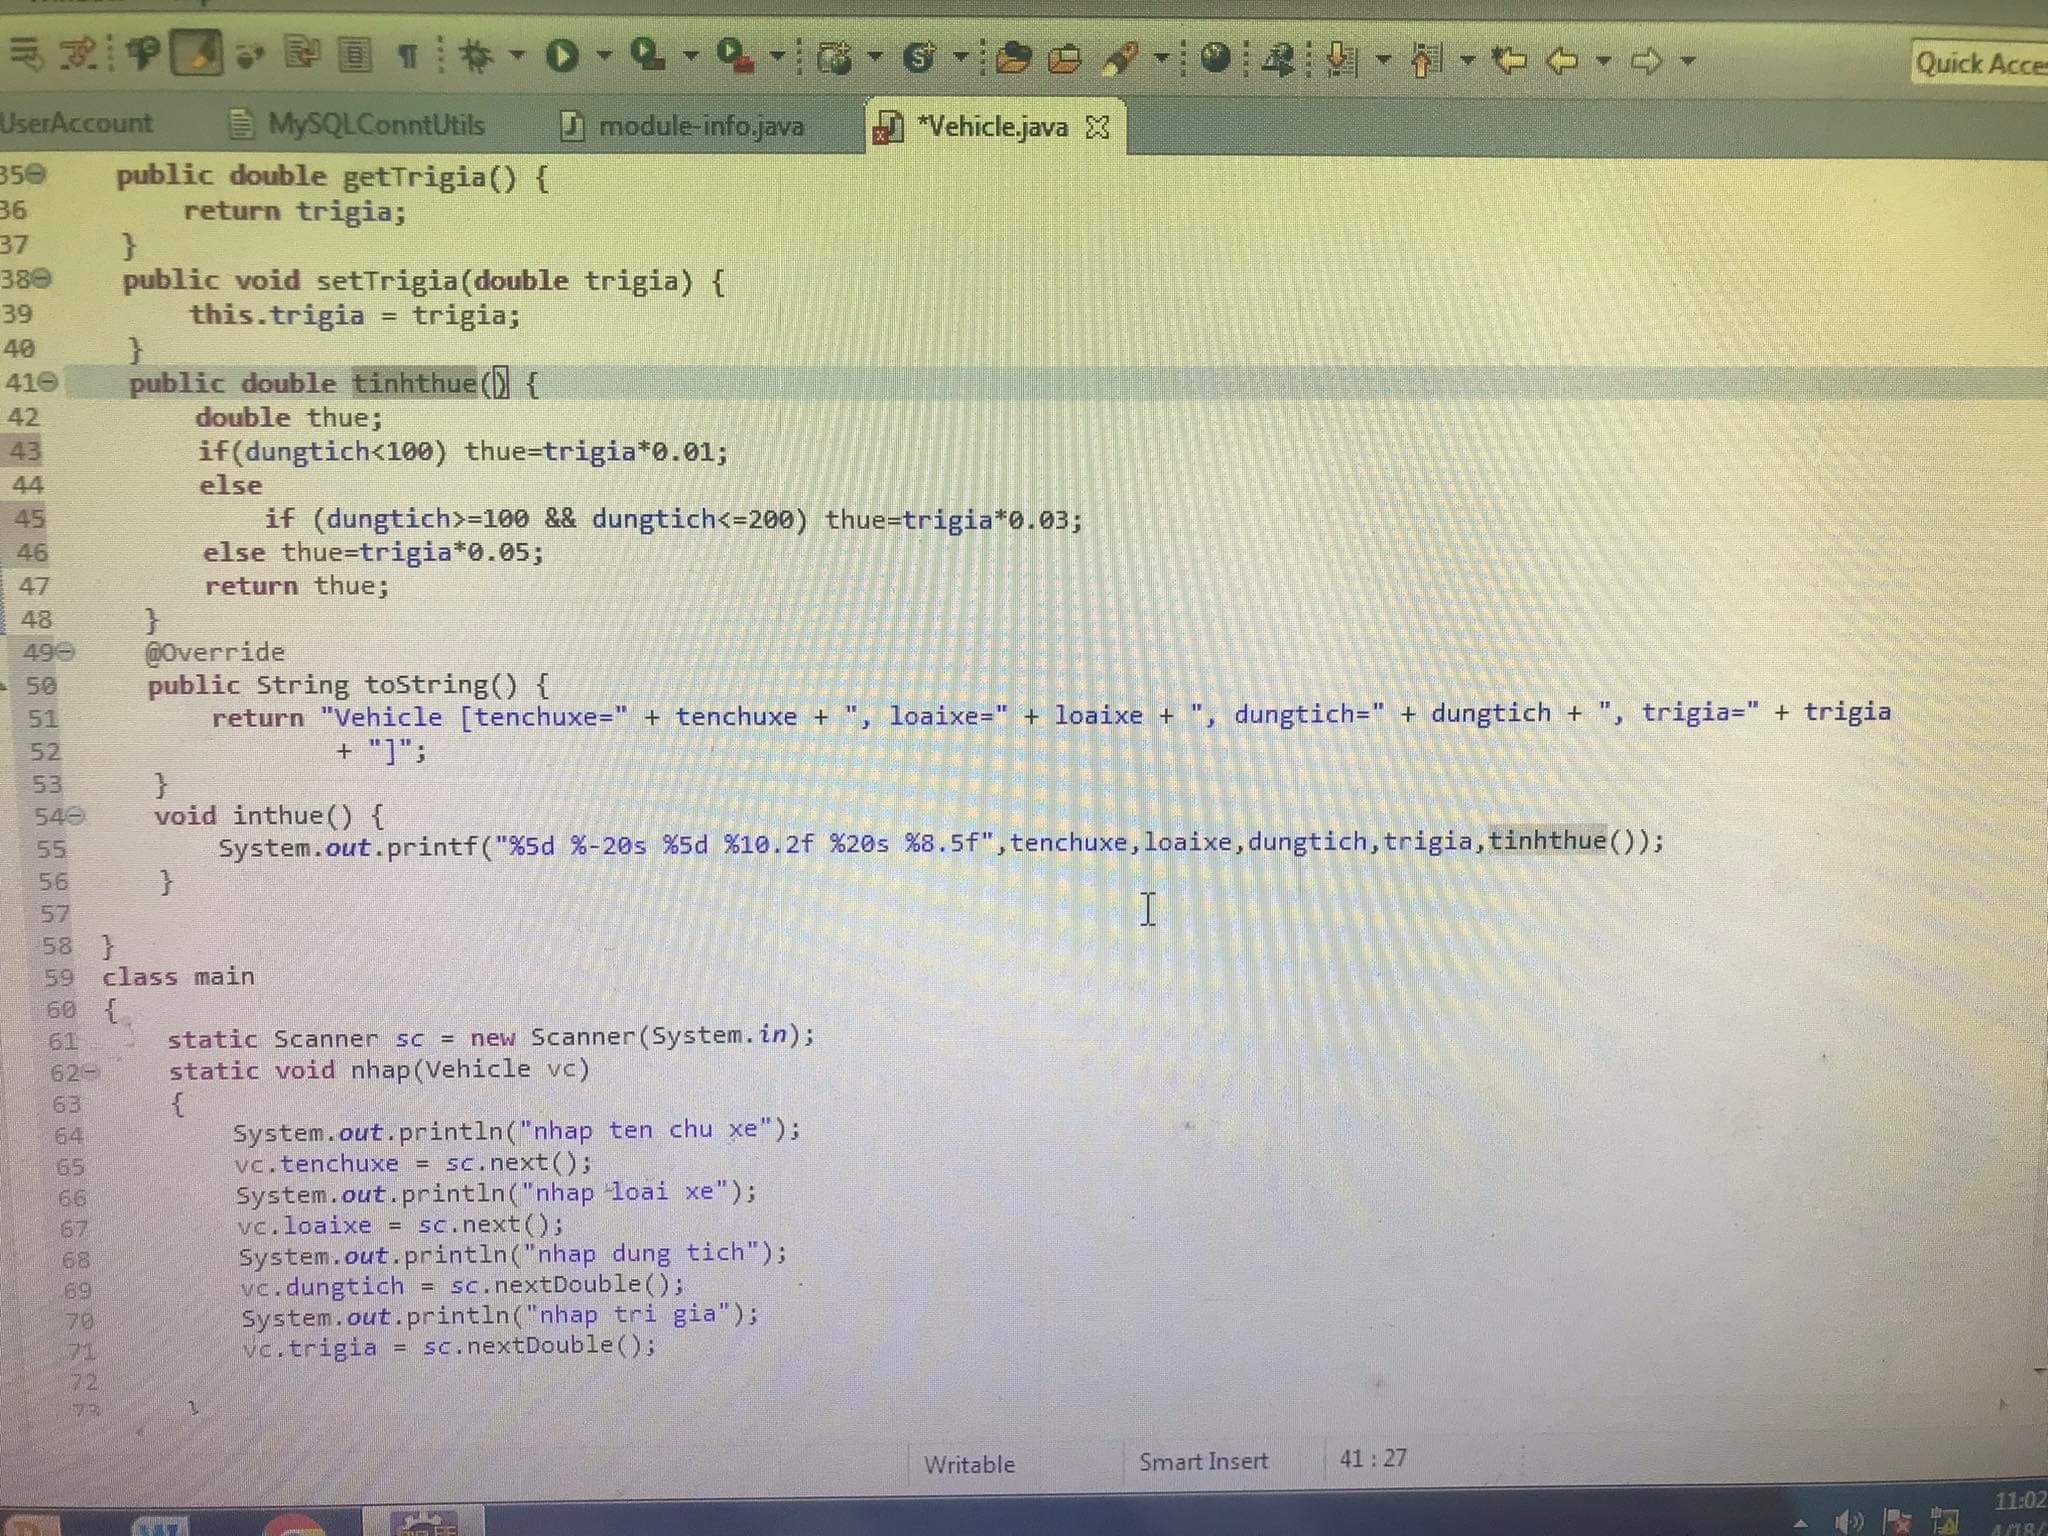 Quick Acce
UserAccount MySQLConntUtils module-info.java *Vehicle.java
35 public double getTrigia() {
36 return trigia;
37 }
38 public void setTrigia(double trigia) {
39 this.trigia = trigia;
40 }
41 public double tinhthue() {
42 double thue;
43 if(dungtich<100) thue=trigia*0.01;
44 else
45 if (dungtich>=100 && dungtich<=200) thue=trigia*0.03;
46 else thue=trigia*0.05;
47 return thue;
48 }
49 @Override
50 public String toString() {
51 return "Vehicle [tenchuxe=" + tenchuxe + ", loaixe=" + loaixe + ", dungtich=" + dungtich + ", trigia=" + trigia
52 + "]";
53 }
54 void inthue() {
55 System.out.printf("%5d %-20s %5d %10.2f %20s %8.5f",tenchuxe,loaixe,dungtich,trigia,tinhthue());
56 }
57
58 }
59 class main
60 {
61 static Scanner sc = new Scanner(System.in);
62 static void nhap(Vehicle vc)
63 {
64 System.out.println("nhap ten chu xe");
65 vc.tenchuxe = sc.next();
66 System.out.println("nhap loai xe");
67 vc.loaixe = sc.next();
68 System.out.println("nhap dung tich");
69 vc.dungtich = sc.nextDouble();
70 System.out.println("nhap tri gia");
71 vc.trigia = sc.nextDouble();
72
73 }
Writable Smart Insert 41 : 27
11:02